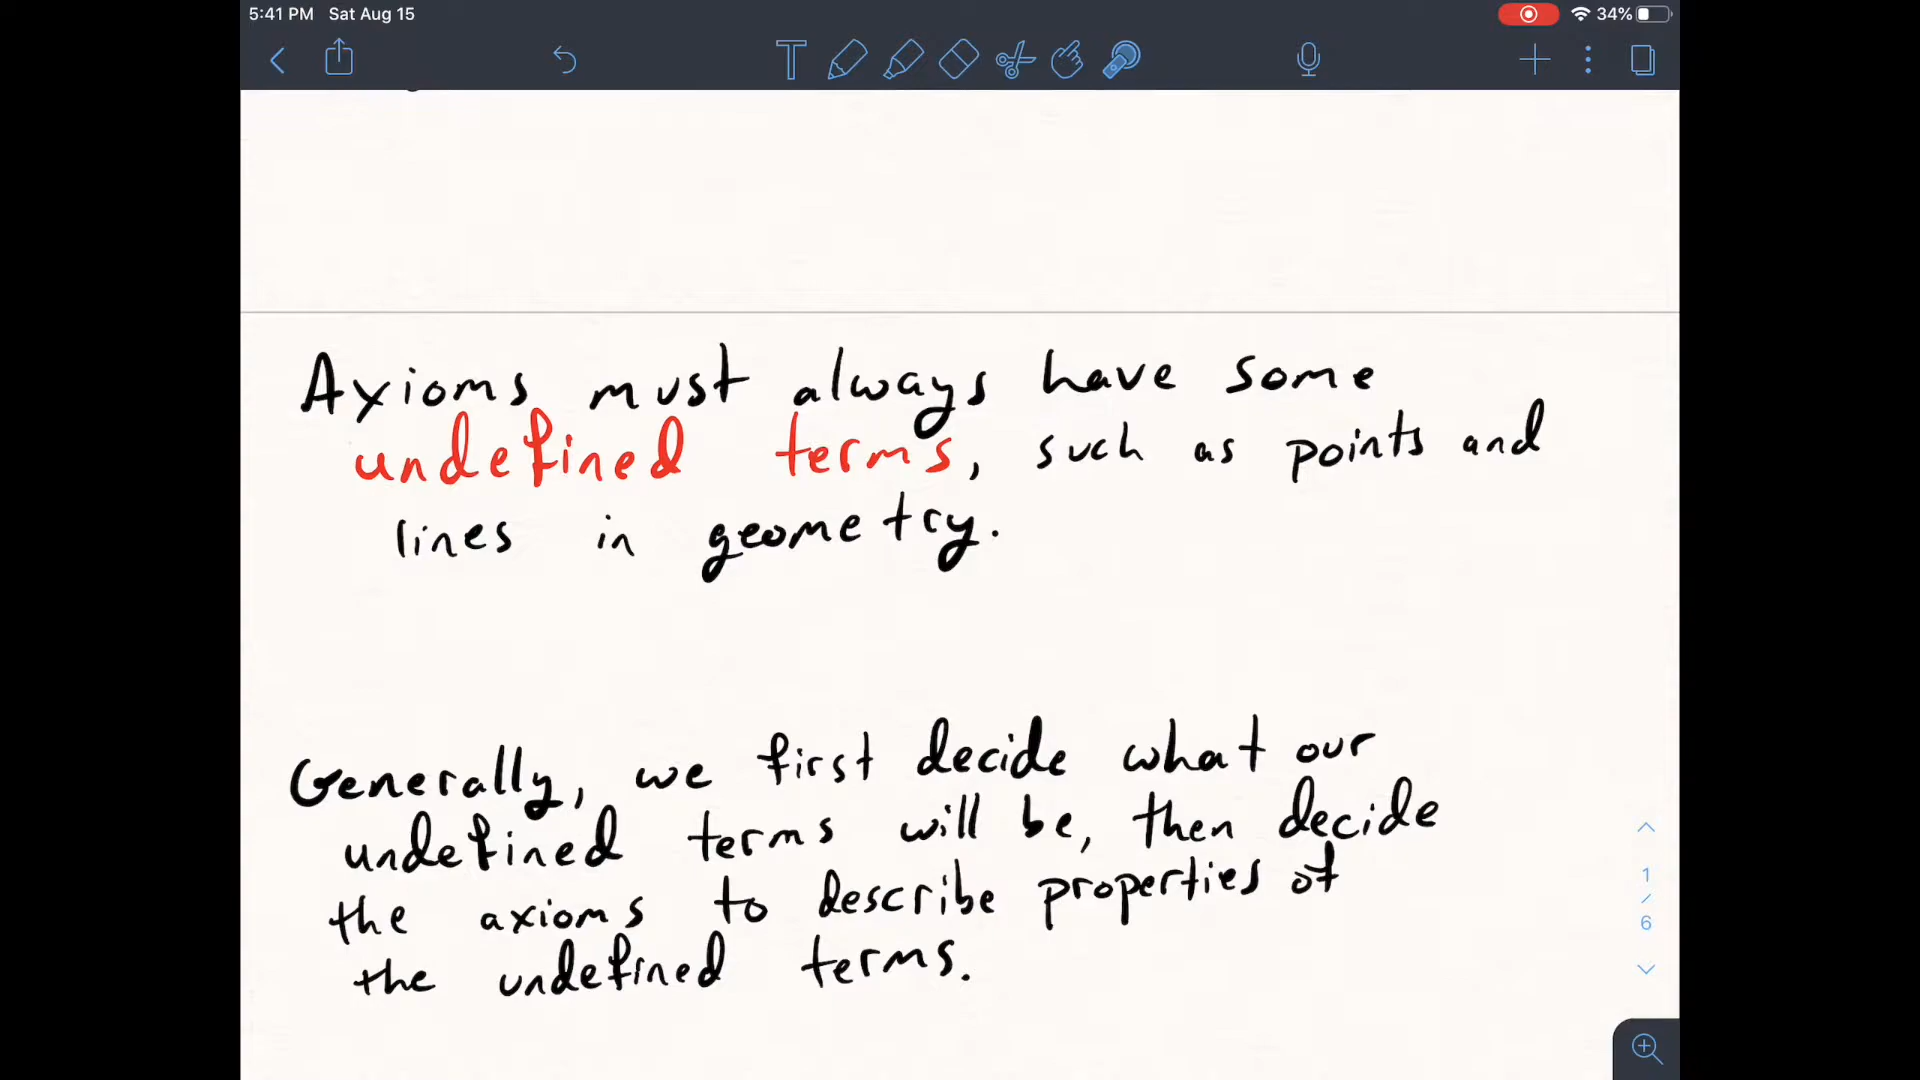 5:41 PM Sat Aug 15
34%
Axioms must always have some
undefined terms, such as points and
lines in geometry.
Generally, we first decide what our
undefined terms will be, then decide
the axioms to describe properties of
the undefined terms.
1
/
6